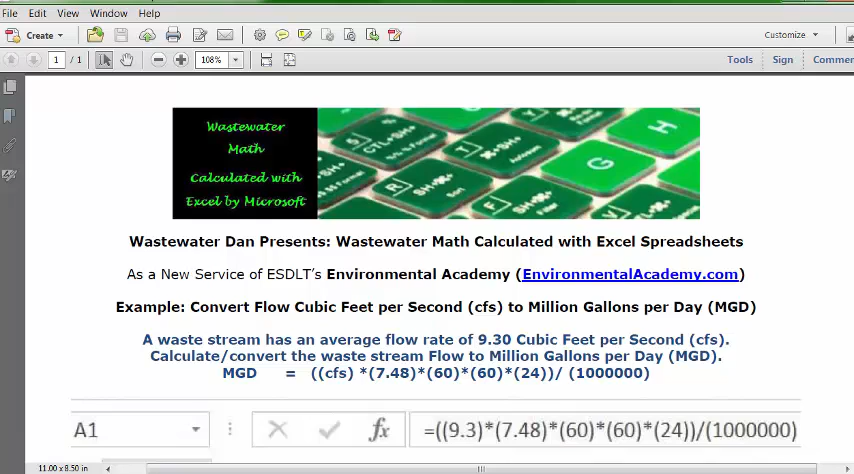 File Edit View Window Help
Create Customize
1 / 1 108% Tools Sign Commen
Wastewater
Math
Calculated with
Excel by Microsoft
CTL+SH+
H
G
T
R
Sort
F
Filter
V
Wastewater Dan Presents: Wastewater Math Calculated with Excel Spreadsheets
As a New Service of ESDLT's Environmental Academy (EnvironmentalAcademy.com)
Example: Convert Flow Cubic Feet per Second (cfs) to Million Gallons per Day (MGD)
A waste stream has an average flow rate of 9.30 Cubic Feet per Second (cfs).
Calculate/convert the waste stream Flow to Million Gallons per Day (MGD).
MGD = ((cfs) *(7.48)*(60)*(60)*(24))/ (1000000)
A1 fx =((9.3)*(7.48)*(60)*(60)*(24))/(1000000)
11.00 x 8.50 in